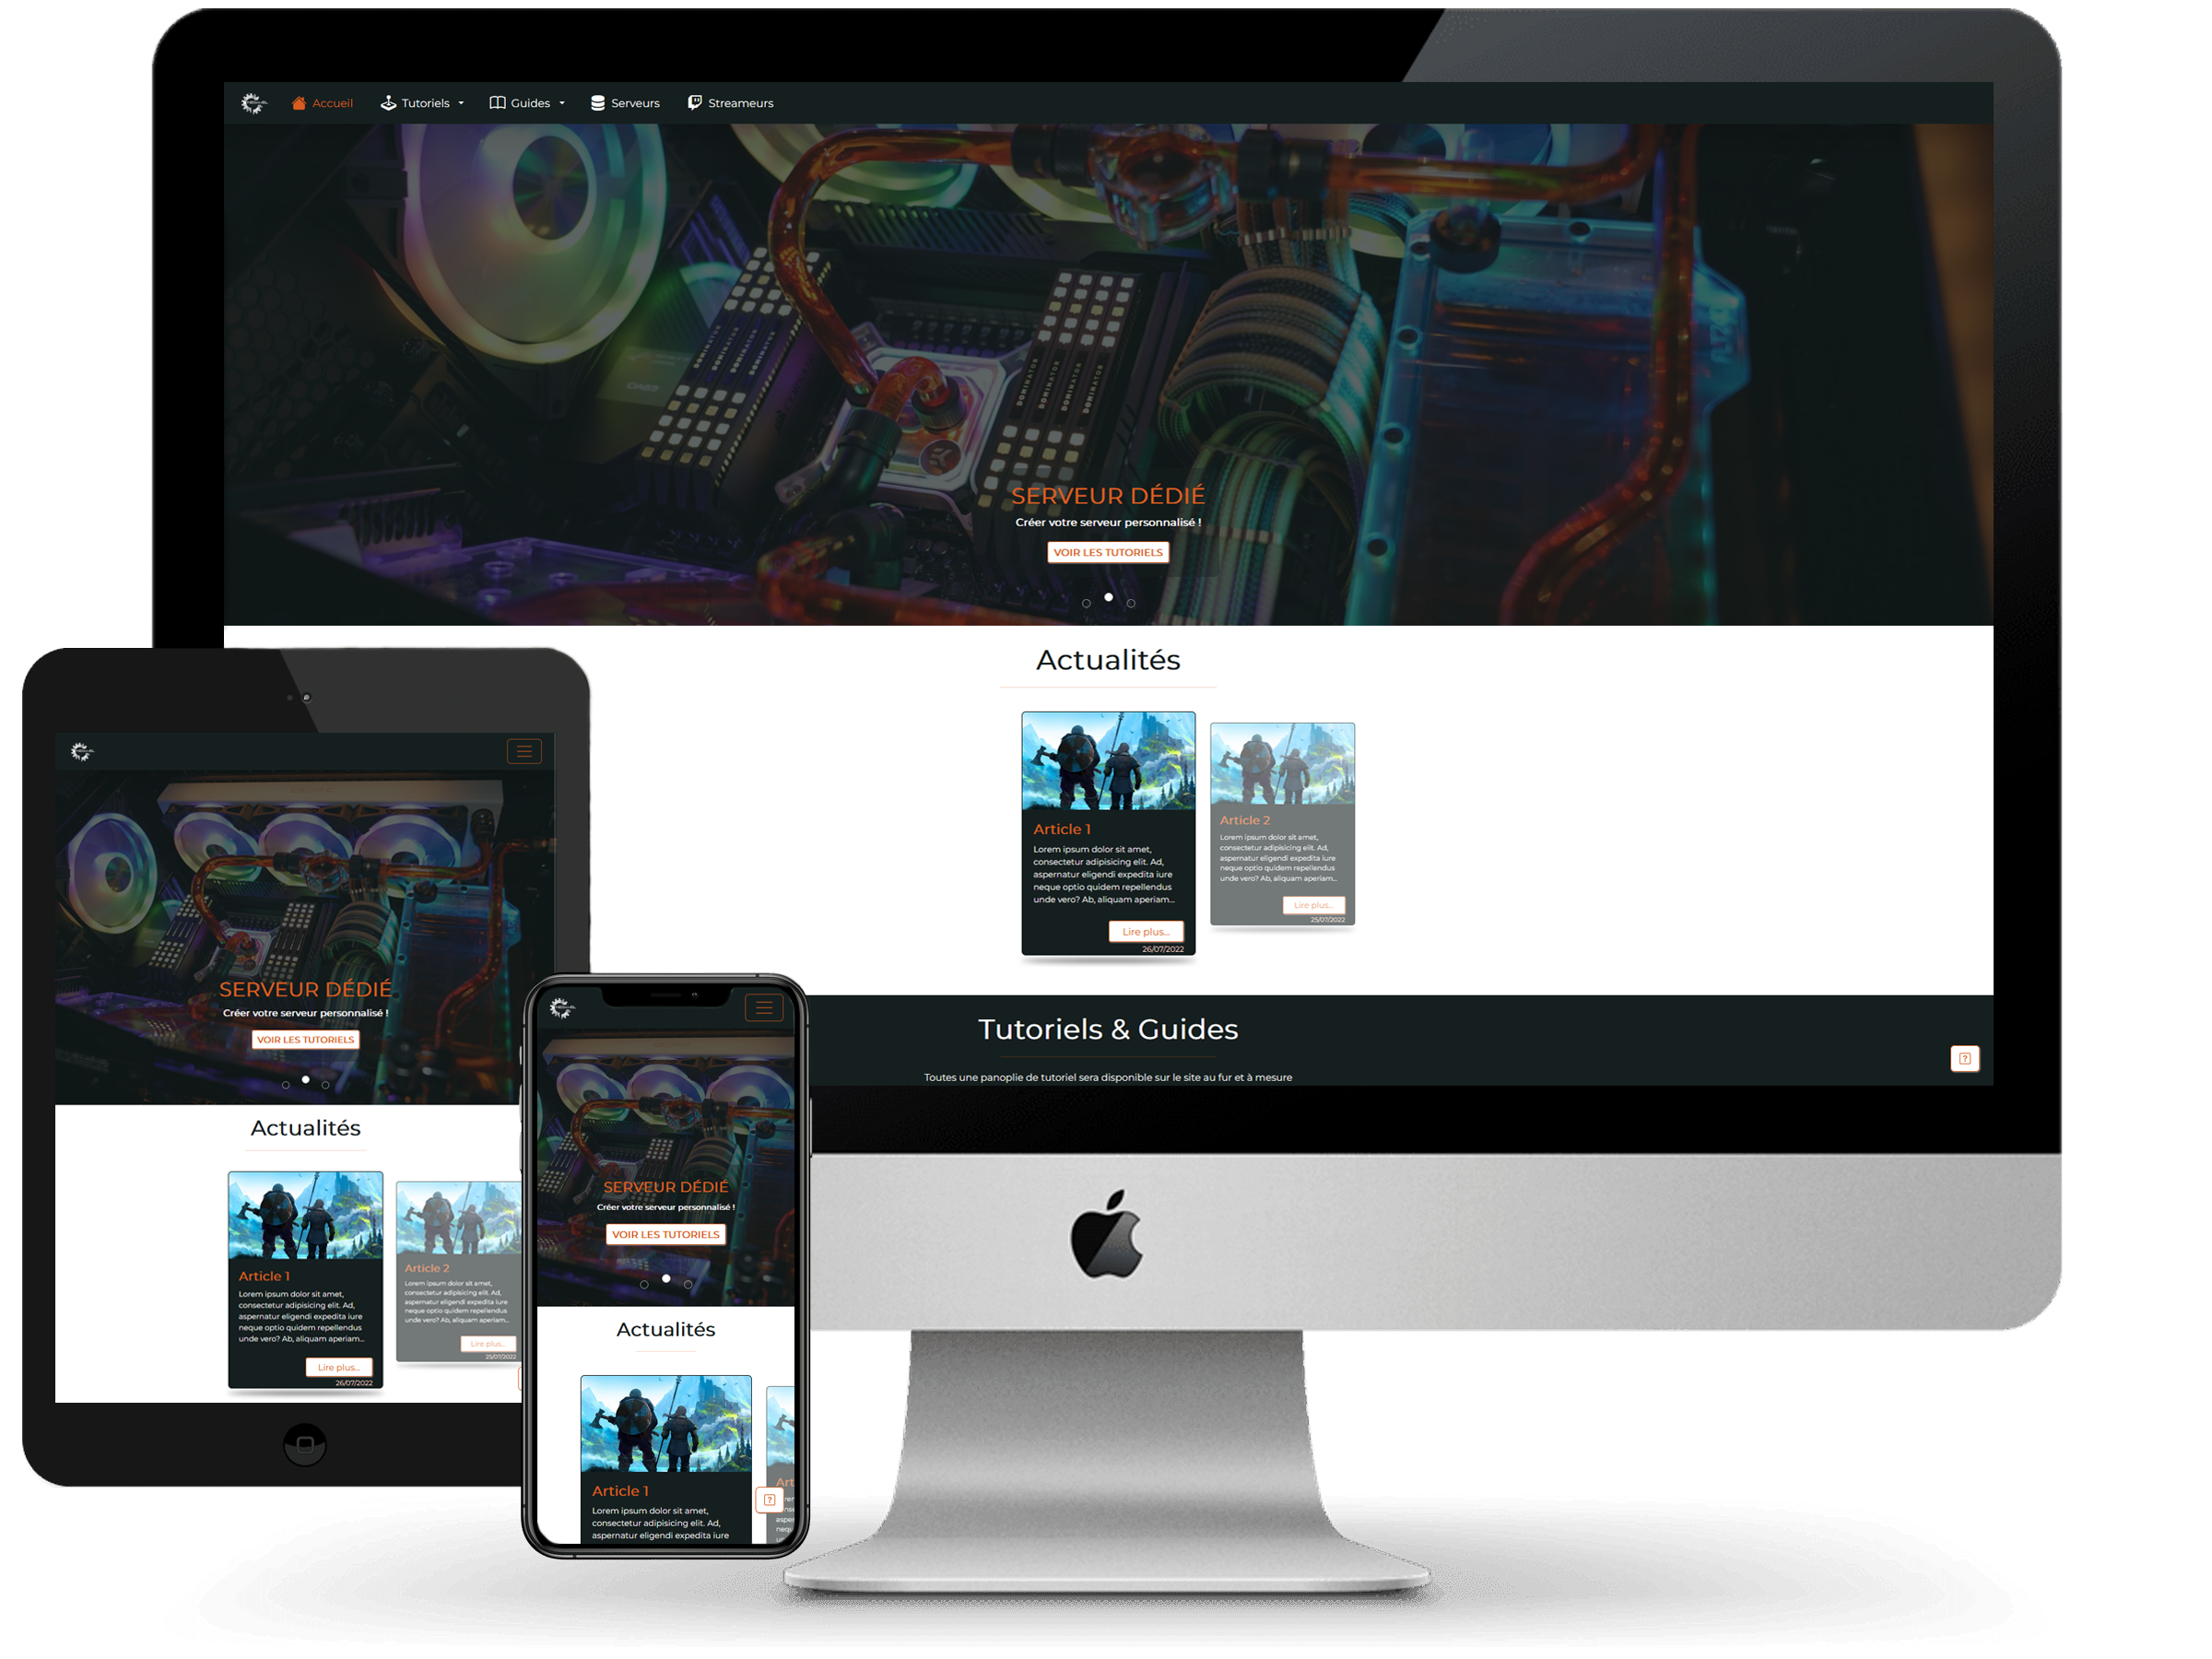 Accueil
Tutoriels
Guides
Serveurs
Streameurs
DOMINATOR
DOMINATOR
DOMINATOR
DOMINATOR
DOMINATOR
DOMINATOR
SERVEUR DÉDIÉ
Créer votre serveur personnalisé !
VOIR LES TUTORIELS
Actualités
Article 1
Lorem ipsum dolor sit amet,
consectetur adipisicing elit. Ad,
aspernatur eligendi expedita iure
neque optio quidem repellendus
unde vero? Ab, aliquam aperiam...
Lire plus...
26/07/2022
Article 2
Lorem ipsum dolor sit amet,
consectetur adipisicing elit. Ad,
aspernatur eligendi expedita iure
neque optio quidem repellendus
unde vero? Ab, aliquam aperiam...
Lire plus...
25/07/2022
Tutoriels & Guides
Toutes une panoplie de tutoriel sera disponible sur le site au fur et à mesure
SERVEUR DÉDIÉ
Créer votre serveur personnalisé !
VOIR LES TUTORIELS
Actualités
Article 1
Lorem ipsum dolor sit amet,
consectetur adipisicing elit. Ad,
aspernatur eligendi expedita iure
neque optio quidem repellendus
unde vero? Ab, aliquam aperiam...
Lire plus...
26/07/2022
Article 2
Lorem ipsum dolor sit amet,
consectetur adipisicing elit. Ad,
aspernatur eligendi expedita iure
neque optio quidem repellendus
unde vero? Ab, aliquam aperiam...
Lire plus...
25/07/2022
SERVEUR DÉDIÉ
Créer votre serveur personnalisé !
VOIR LES TUTORIELS
Actualités
Article 1
Lorem ipsum dolor sit amet,
consectetur adipisicing elit. Ad,
aspernatur eligendi expedita iure
Art